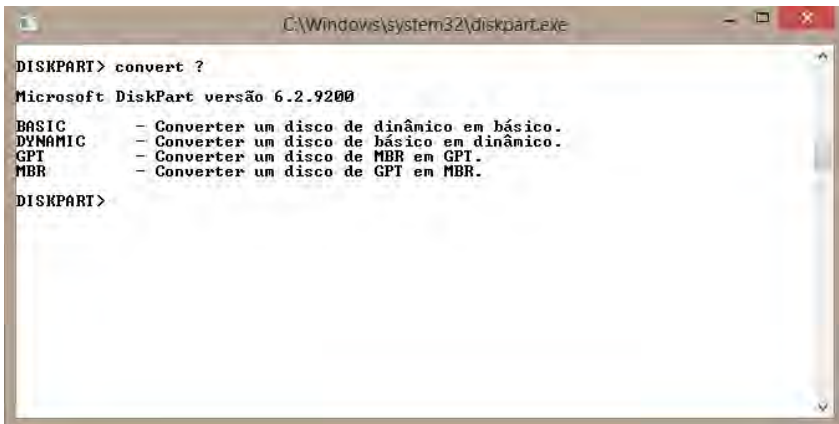 C:\Windows\system32\diskpart.exe
DISKPART> convert ?
Microsoft DiskPart versão 6.2.9200
BASIC - Converter um disco de dinâmico em básico.
DYNAMIC - Converter um disco de básico em dinâmico.
GPT - Converter um disco de MBR em GPT.
MBR - Converter um disco de GPT em MBR.
DISKPART>